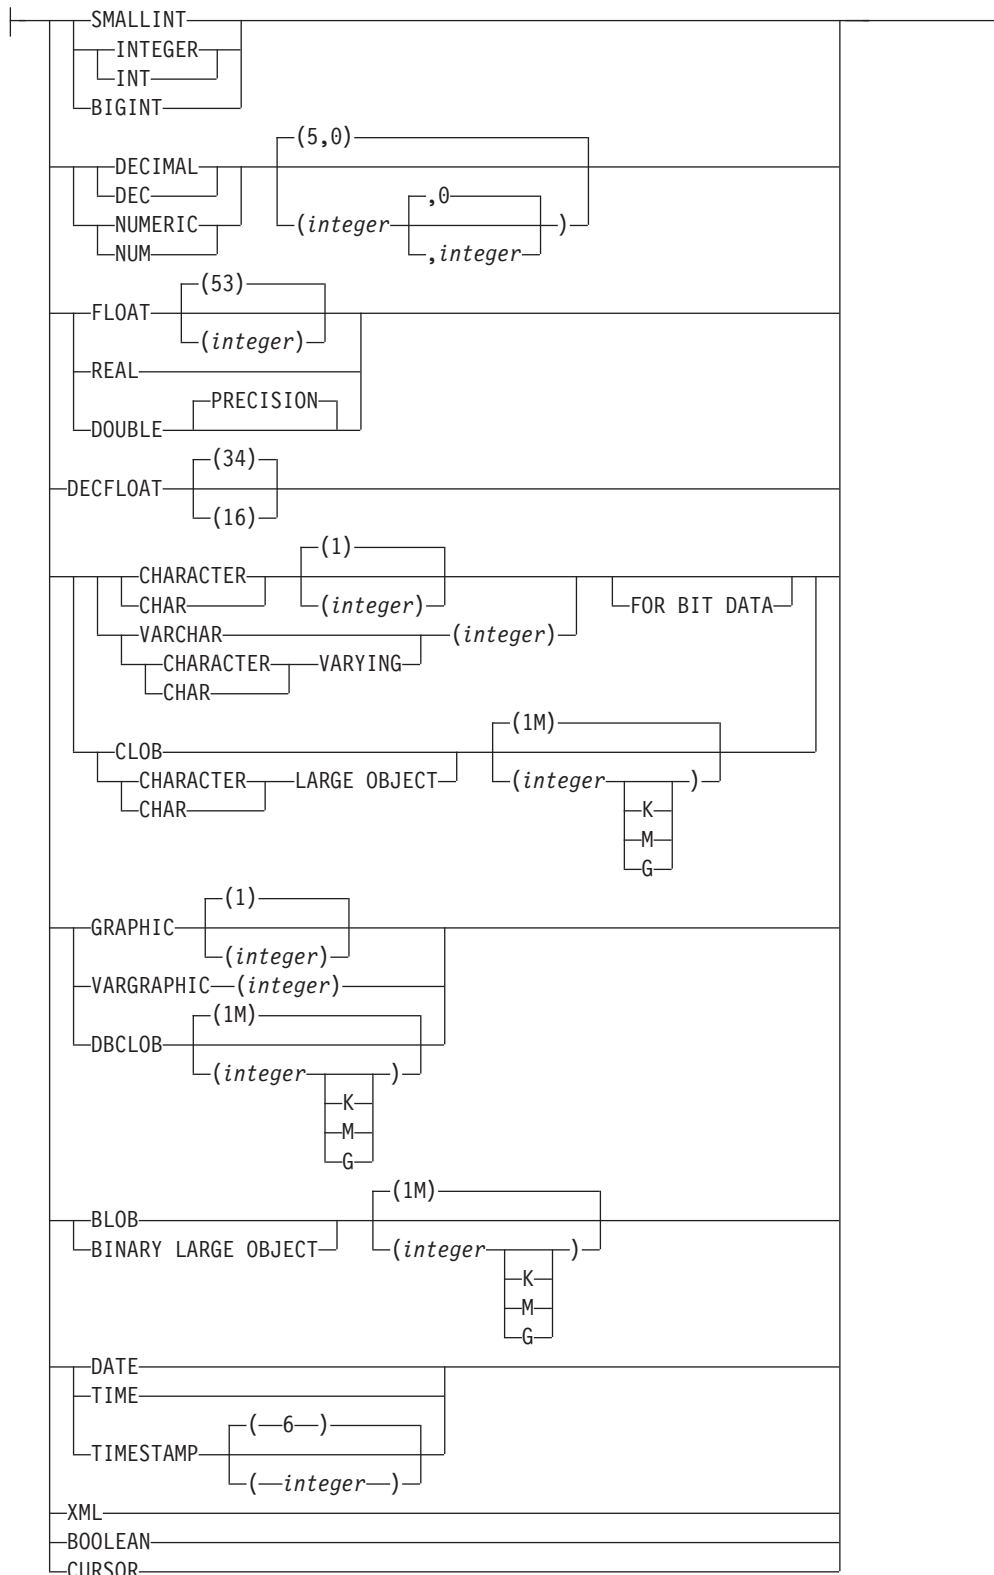 SMALLINT
INTEGER
INT
BIGINT
(5,0)
DECIMAL
DEC
,0
NUMERIC
(integer )
NUM
,integer
(53)
FLOAT
(integer)
REAL
PRECISION
DOUBLE
(34)
DECFLOAT
(16)
(1)
CHARACTER
CHAR
(integer)
FOR BIT DATA
VARCHAR
(integer)
CHARACTER
VARYING
CHAR
(1M)
CLOB
CHARACTER
LARGE OBJECT
(integer )
CHAR
K
M
G
(1)
GRAPHIC
(integer)
VARGRAPHIC
(integer)
(1M)
DBCLOB
(integer )
K
M
G
(1M)
BLOB
BINARY LARGE OBJECT
(integer )
K
M
G
DATE
TIME
( 6 )
TIMESTAMP
( integer )
XML
BOOLEAN
CURSOR